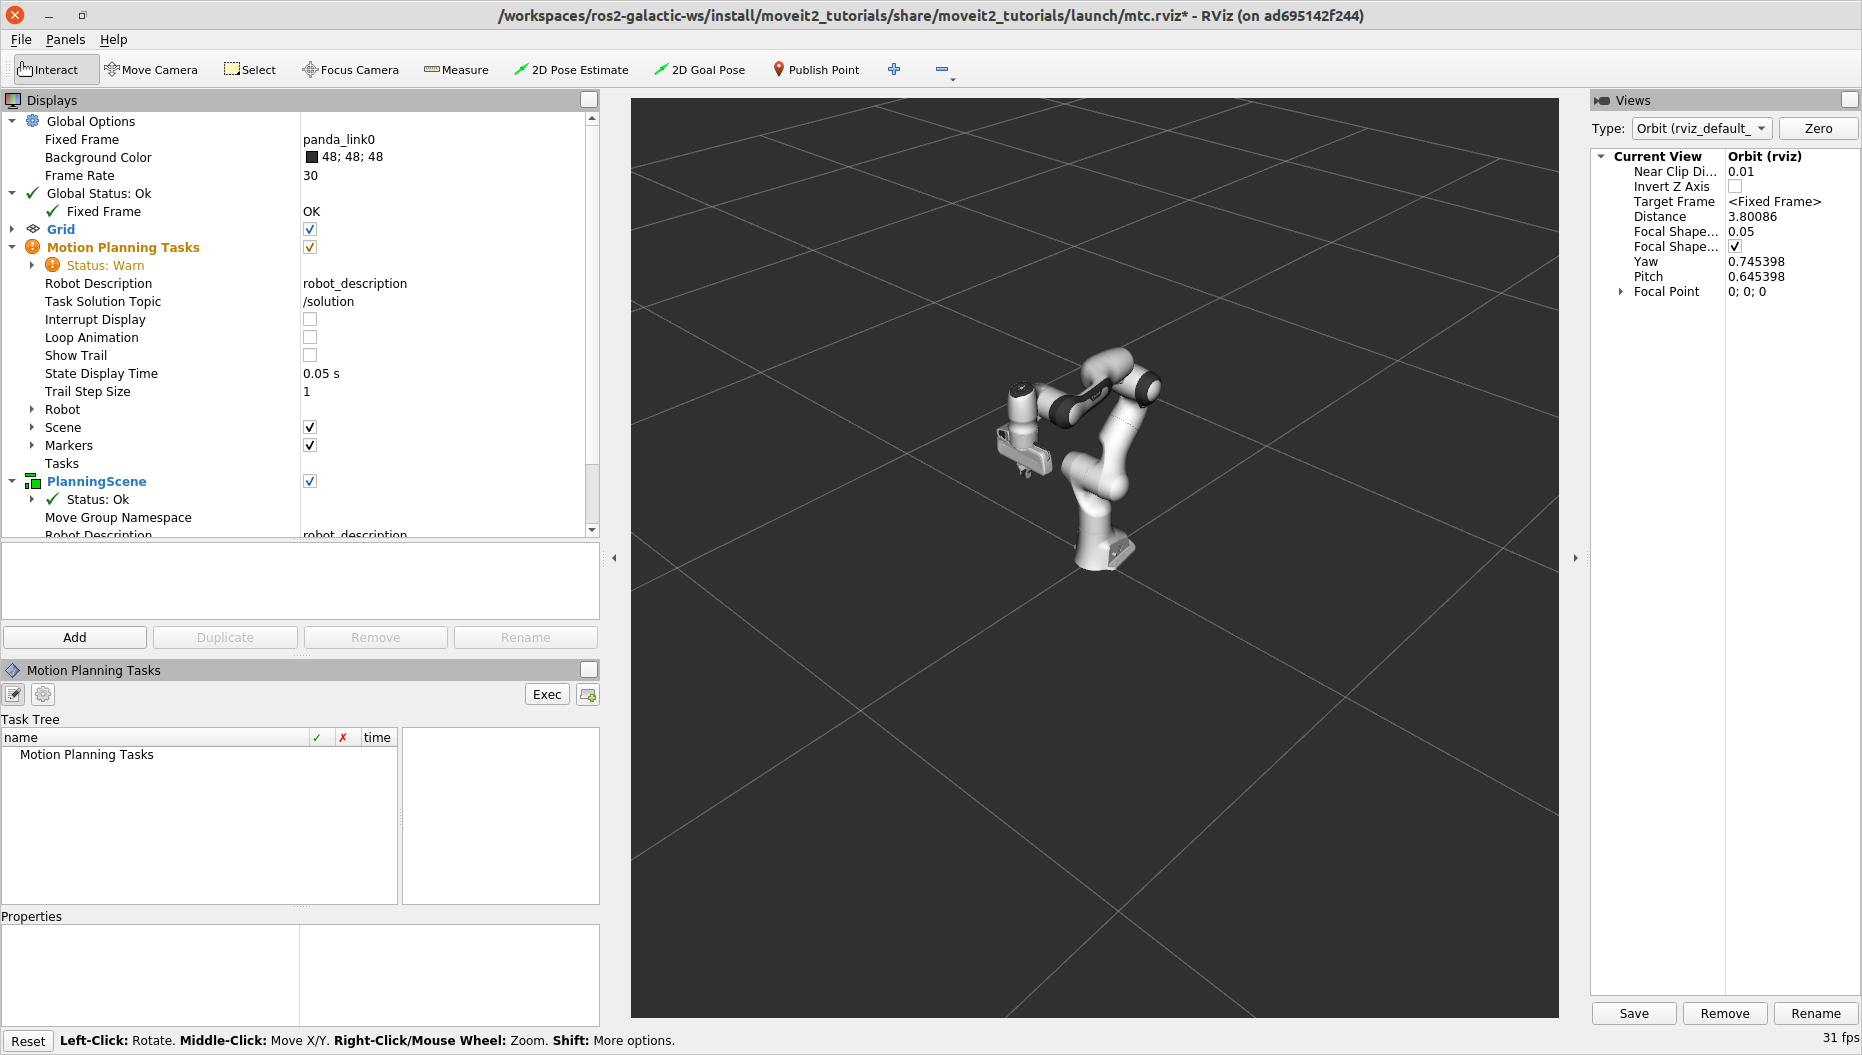 /workspaces/ros2-galactic-ws/install/moveit2_tutorials/share/moveit2_tutorials/launch/mtc.rviz* - RViz (on ad695142f244)
File Panels Help
Interact Move Camera Select Focus Camera Measure 2D Pose Estimate 2D Goal Pose Publish Point
Displays
Global Options
Fixed Frame panda_link0
Background Color 48; 48; 48
Frame Rate 30
Global Status: Ok
Fixed Frame OK
Grid
Motion Planning Tasks
Status: Warn
Robot Description robot_description
Task Solution Topic /solution
Interrupt Display
Loop Animation
Show Trail
State Display Time 0.05 s
Trail Step Size 1
Robot
Scene
Markers
Tasks
PlanningScene
Status: Ok
Move Group Namespace
Robot Description robot_description
Add Duplicate Remove Rename
Motion Planning Tasks
Exec
Task Tree
name ✓ ✗ time
Motion Planning Tasks
Properties
Reset Left-Click: Rotate. Middle-Click: Move X/Y. Right-Click/Mouse Wheel: Zoom. Shift: More options.
Views
Type: Orbit (rviz_default_ Zero
Current View Orbit (rviz)
Near Clip Di... 0.01
Invert Z Axis
Target Frame <Fixed Frame>
Distance 3.80086
Focal Shape... 0.05
Focal Shape...
Yaw 0.745398
Pitch 0.645398
Focal Point 0; 0; 0
Save Remove Rename
31 fps